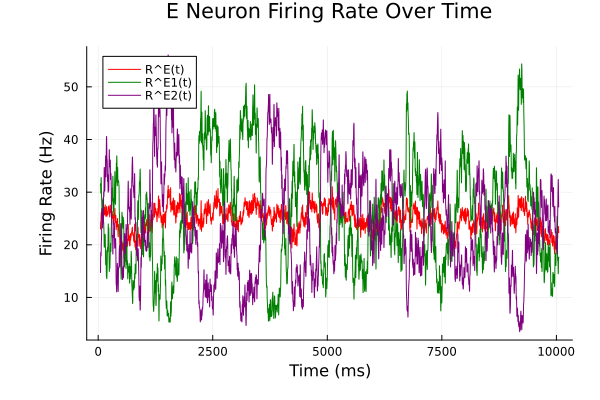 E Neuron Firing Rate Over Time
R^E(t)
R^E1(t)
R^E2(t)
50
40
30
20
10
Firing Rate (Hz)
0
2500
5000
7500
10000
Time (ms)